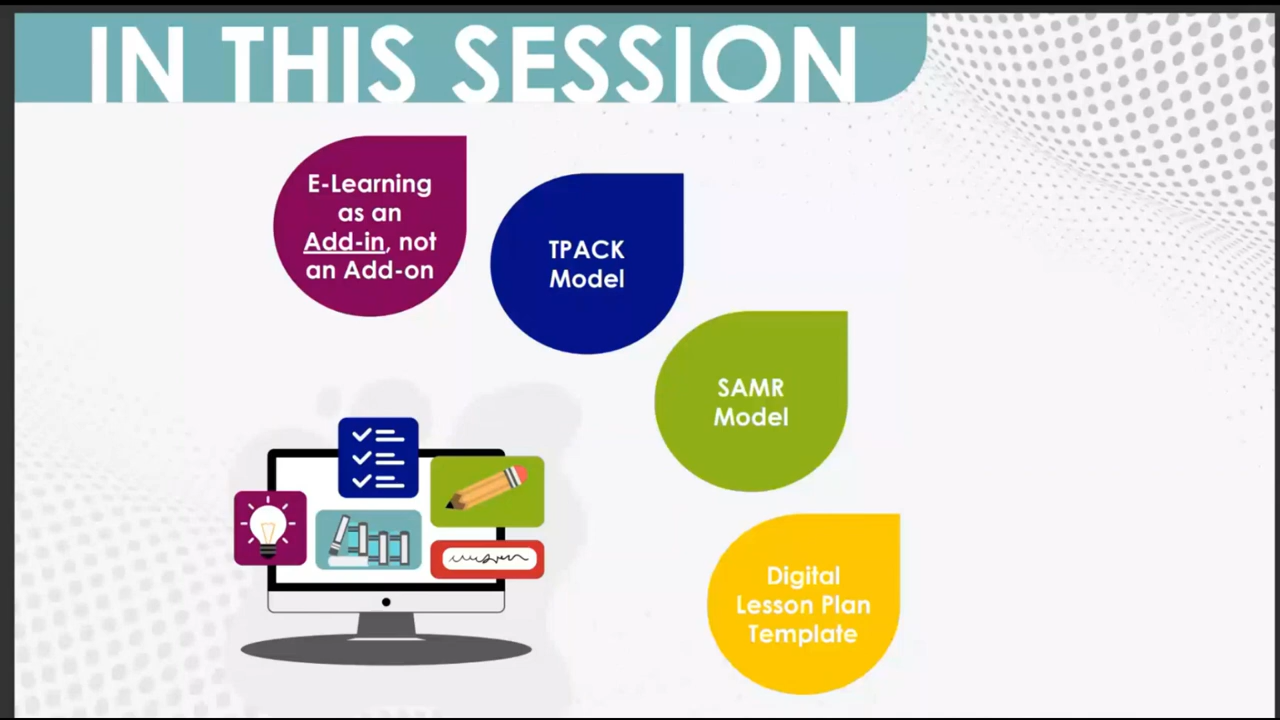 IN THIS SESSION
E-Learning
as an
Add-in, not
an Add-on
TPACK
Model
SAMR
Model
Digital
Lesson Plan
Template